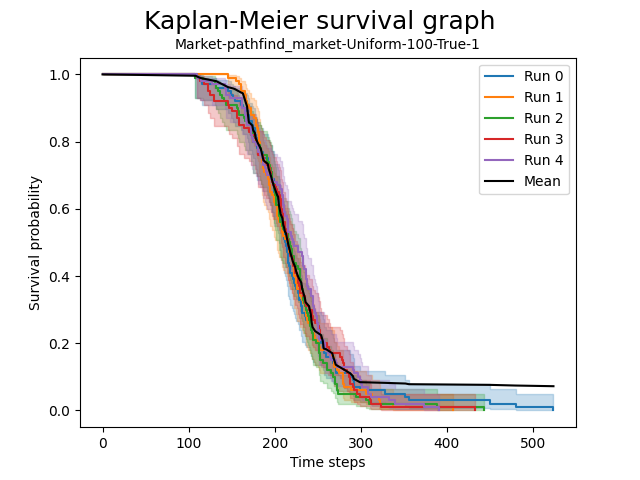 Kaplan-Meier survival graph
Market-pathfind_market-Uniform-100-True-1
Survival probability
1.0
0.8
0.6
0.4
0.2
0.0
0 100 200 300 400 500
Time steps
Run 0
Run 1
Run 2
Run 3
Run 4
Mean